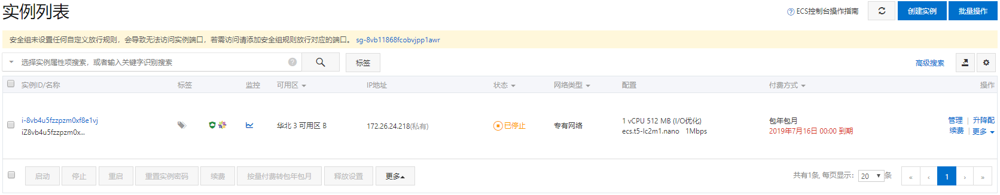 实例列表
ECS控制台操作指南
创建实例
批量操作
安全组未设置任何自定义放行规则，会导致无法访问实例端口，若需访问请添加安全组规则放行对应的端口。 sg-8vb11868fcobvjpp1awr
选择实例属性项搜索，或者输入关键字识别搜索
标签
高级搜索
实例ID/名称 标签 监控 可用区 IP地址 状态 网络类型 配置 付费方式 操作
i-8vb4u5fzzpzm0xf8e1vj
iZ8vb4u5fzzpzm0x...
华北 3 可用区 B
172.26.24.218(私有)
已停止
专有网络
1 vCPU 512 MB (I/O优化)
ecs.t5-lc2m1.nano 1Mbps
包年包月
2019年7月16日 00:00 到期
管理 | 升降配
续费 | 更多
启动 停止 重启 重置实例密码 续费 按量付费转包年包月 释放设置 更多
共有1条, 每页显示: 20 条 « ‹ 1 › »